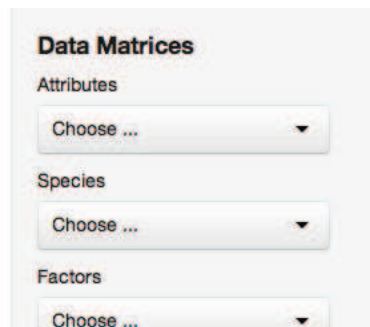 Data Matrices
Attributes
Choose ...
Species
Choose ...
Factors
Choose ...